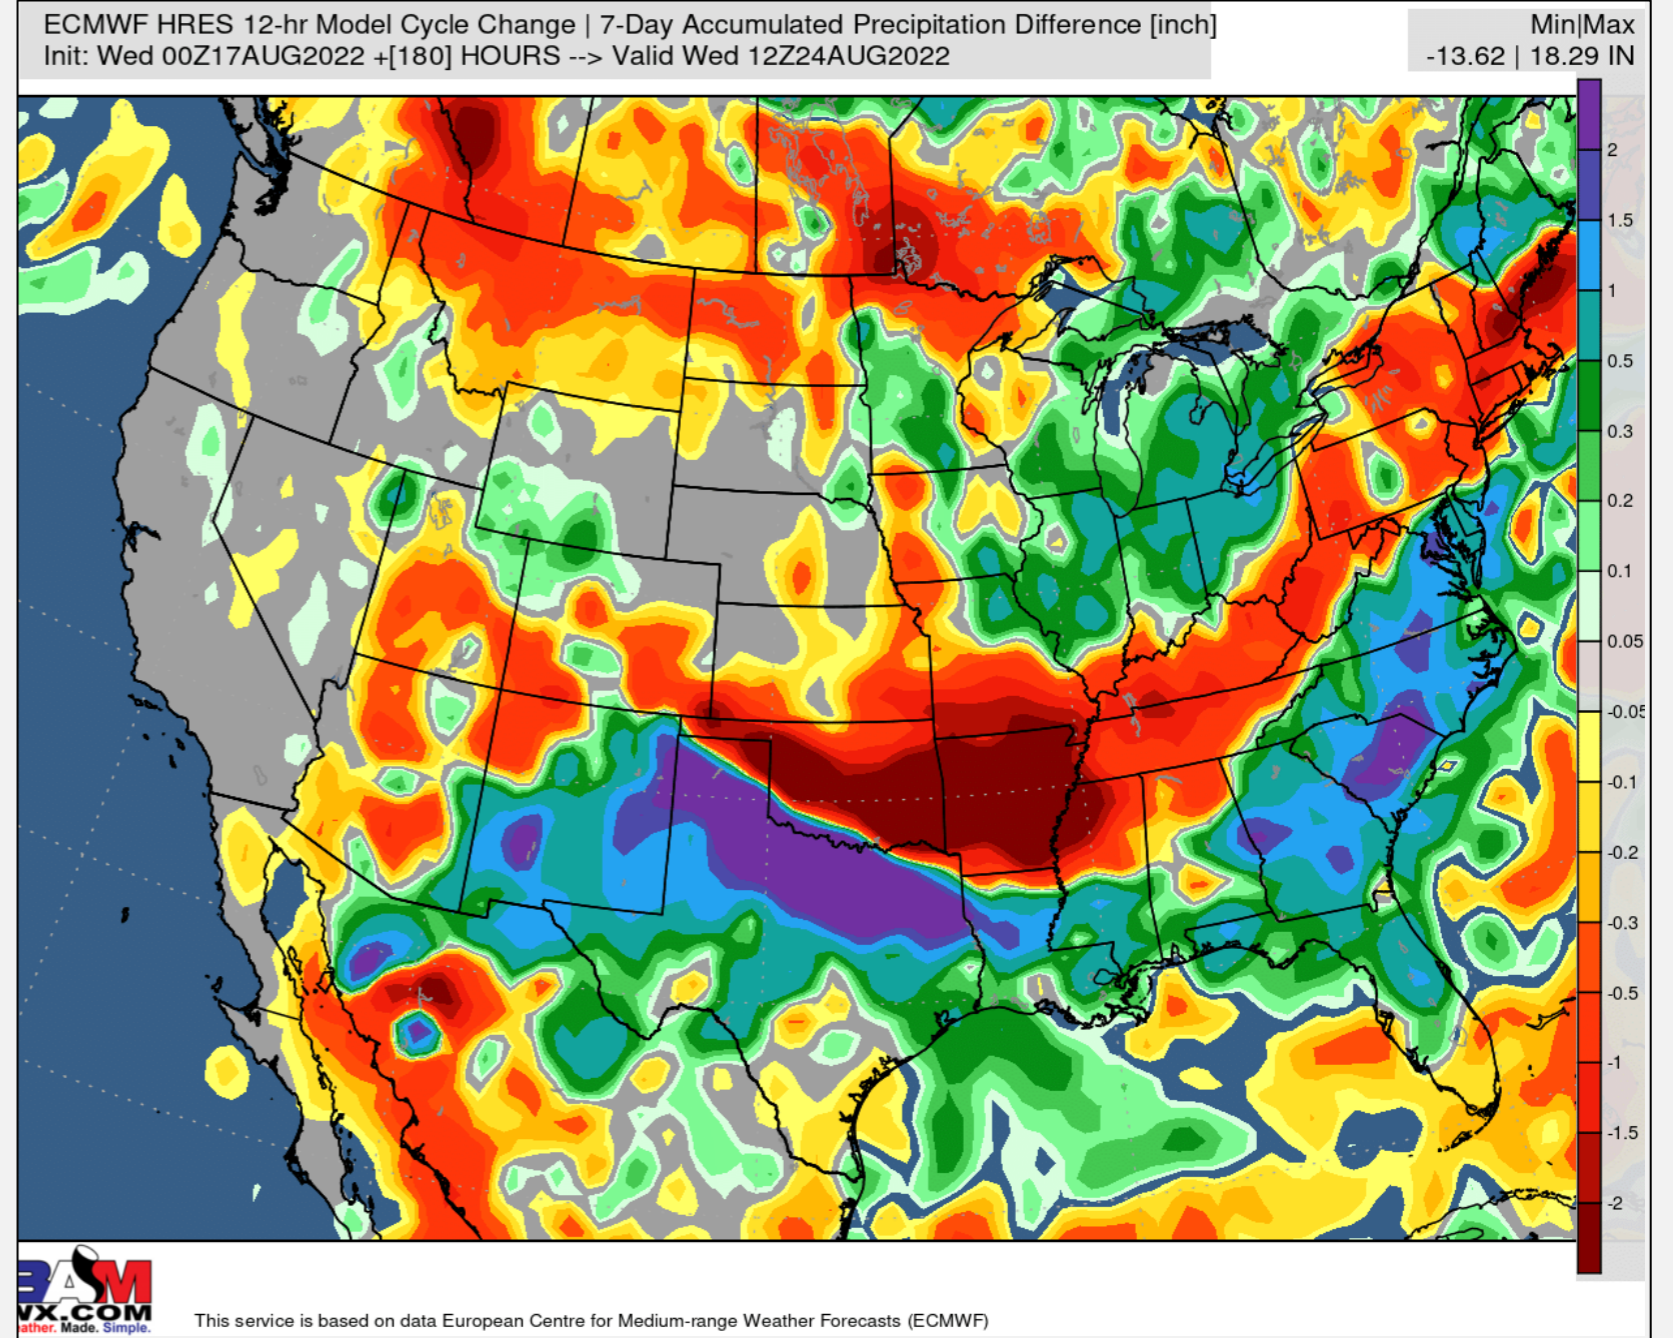 ECMWF HRES 12-hr Model Cycle Change | 7-Day Accumulated Precipitation Difference [inch]
Init: Wed 00Z17AUG2022 +[180] HOURS --> Valid Wed 12Z24AUG2022
Min|Max
-13.62 | 18.29 IN
2
1.5
1
0.5
0.3
0.2
0.1
0.05
-0.05
-0.1
-0.2
-0.3
-0.5
-1
-1.5
-2
BAM
WX.COM
ather. Made. Simple.
This service is based on data European Centre for Medium-range Weather Forecasts (ECMWF)